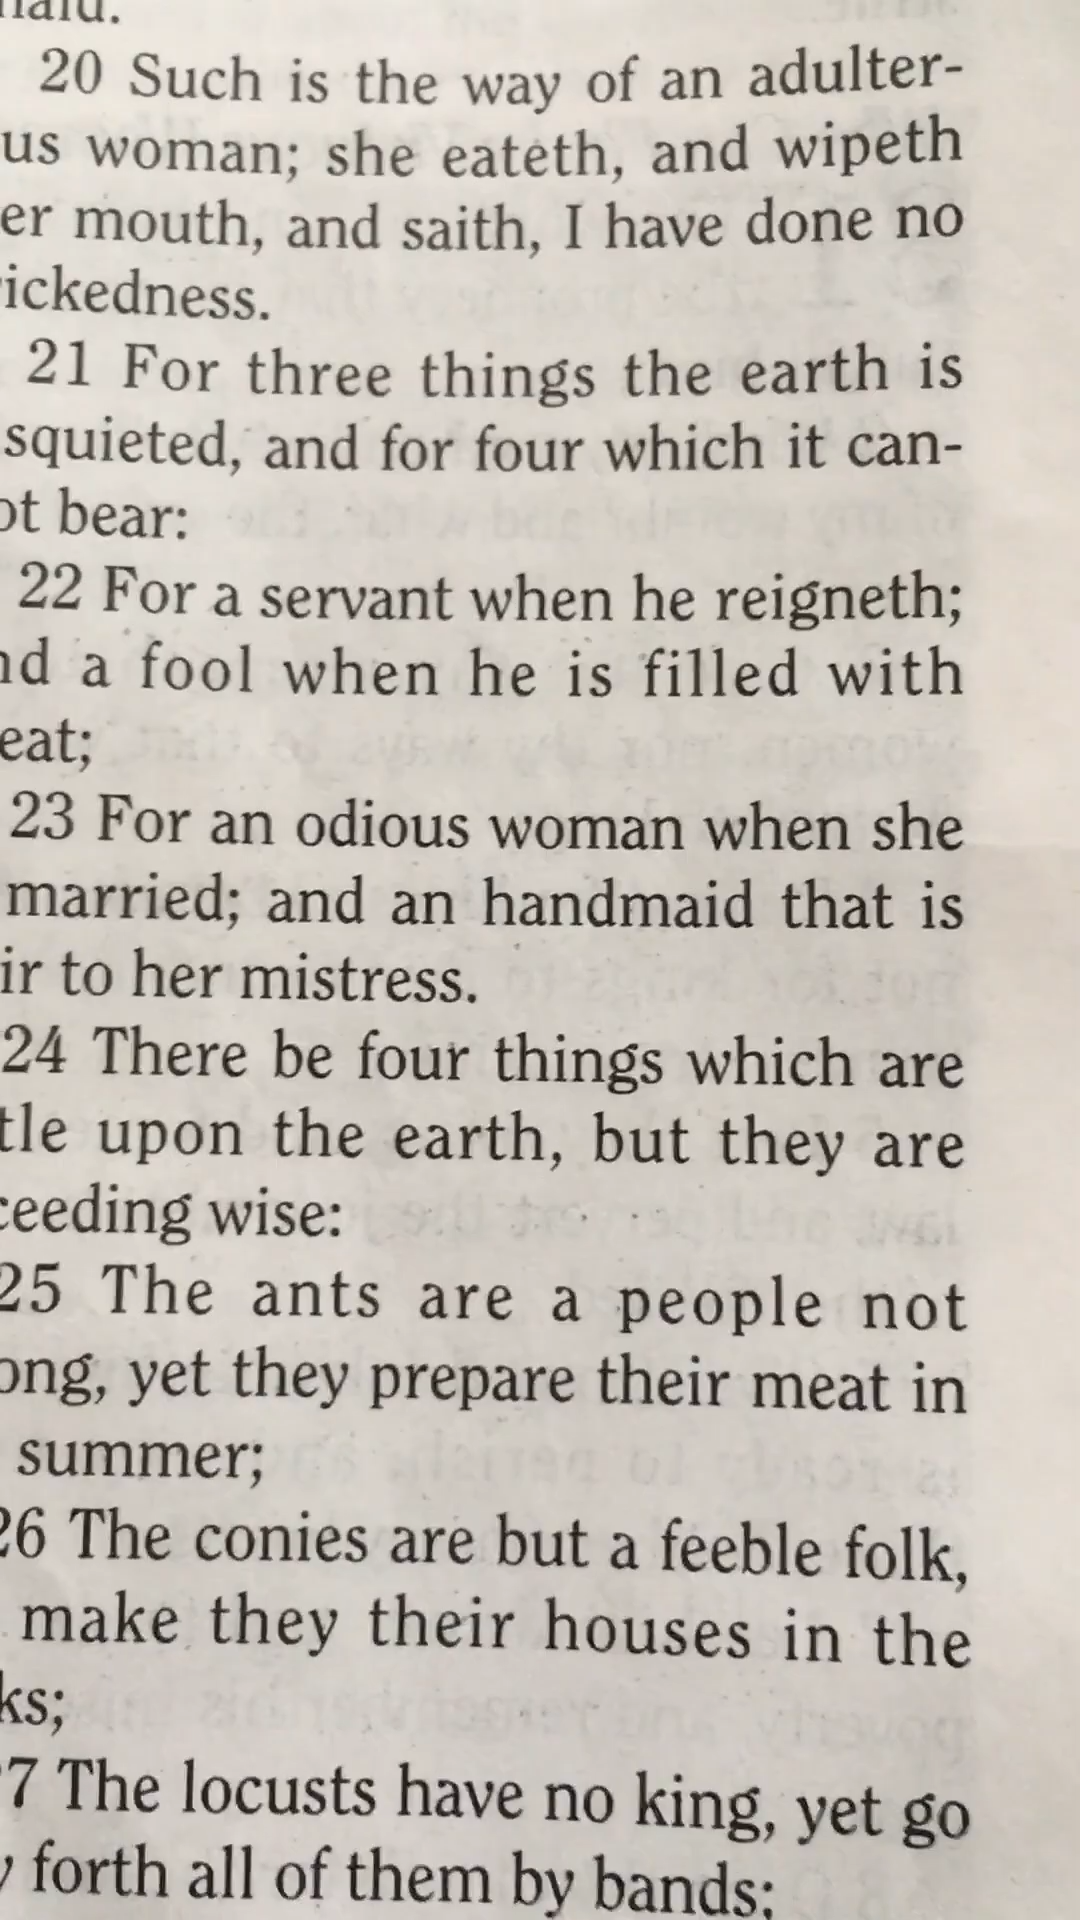 20 Such is the way of an adulter-
us woman; she eateth, and wipeth
er mouth, and saith, I have done no
ickedness.
21 For three things the earth is
squieted, and for four which it can-
ot bear:
22 For a servant when he reigneth;
nd a fool when he is filled with
eat;
23 For an odious woman when she
married; and an handmaid that is
ir to her mistress.
24 There be four things which are
tle upon the earth, but they are
ceeding wise:
25 The ants are a people not
ong, yet they prepare their meat in
summer;
26 The conies are but a feeble folk,
make they their houses in the
ks;
7 The locusts have no king, yet go
forth all of them by bands;